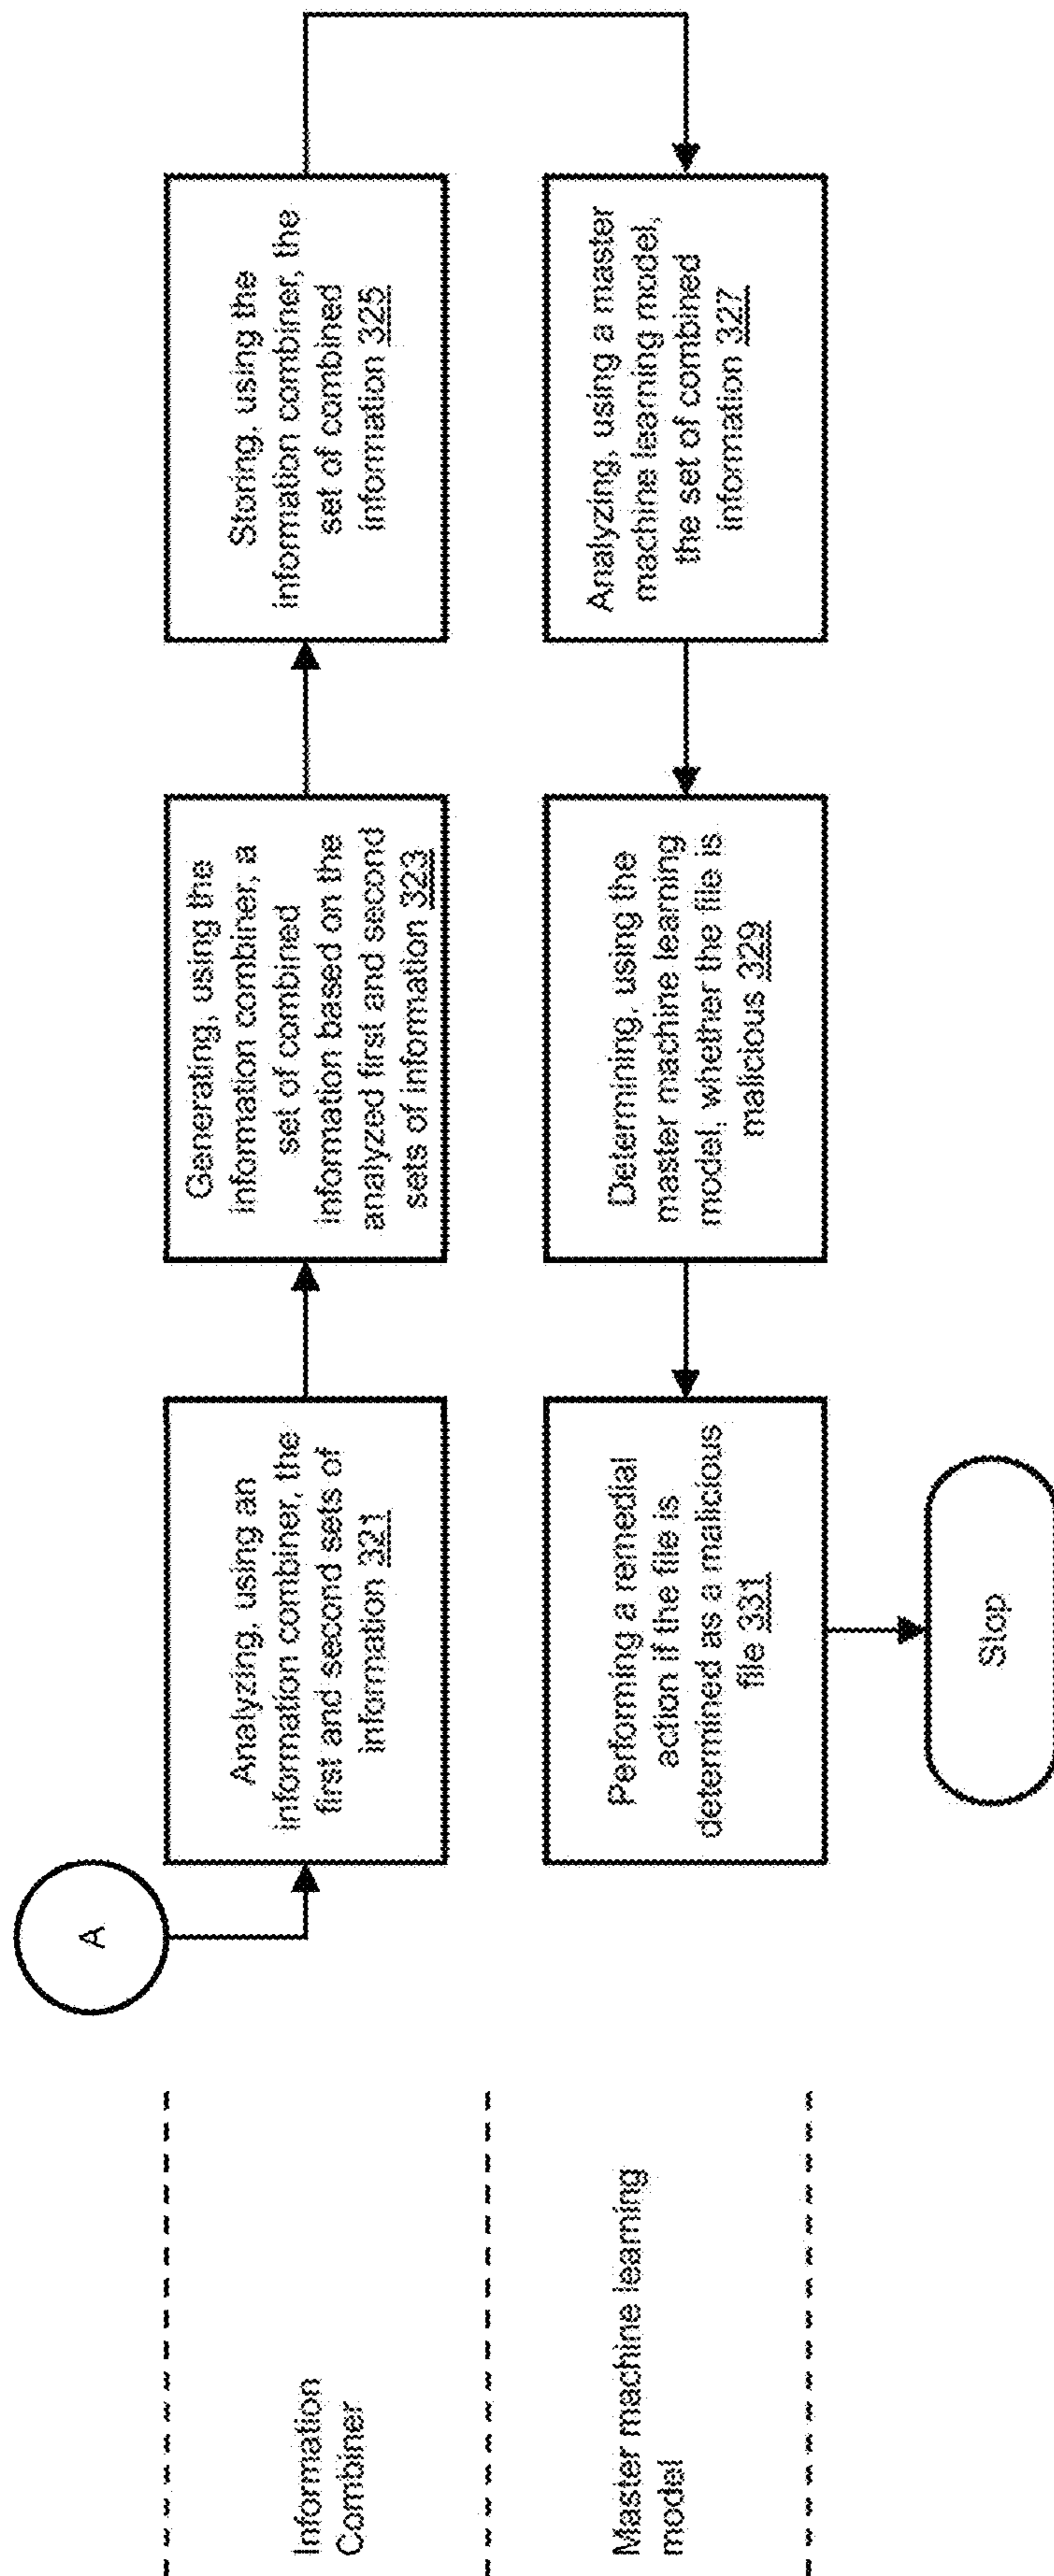 A
Information
Combiner
Analyzing, using an
information combiner, the
first and second sets of
information 321
Generating, using the
information combiner, a
set of combined
information based on the
analyzed first and second
sets of information 323
Storing, using the
information combiner, the
set of combined
information 325
Master machine learning
model
Analyzing, using a master
machine learning model,
the set of combined
information 327
Determining, using the
master machine learning
model, whether the file is
malicious 329
Performing a remedial
action if the file is
determined as a malicious
file 331
Stop